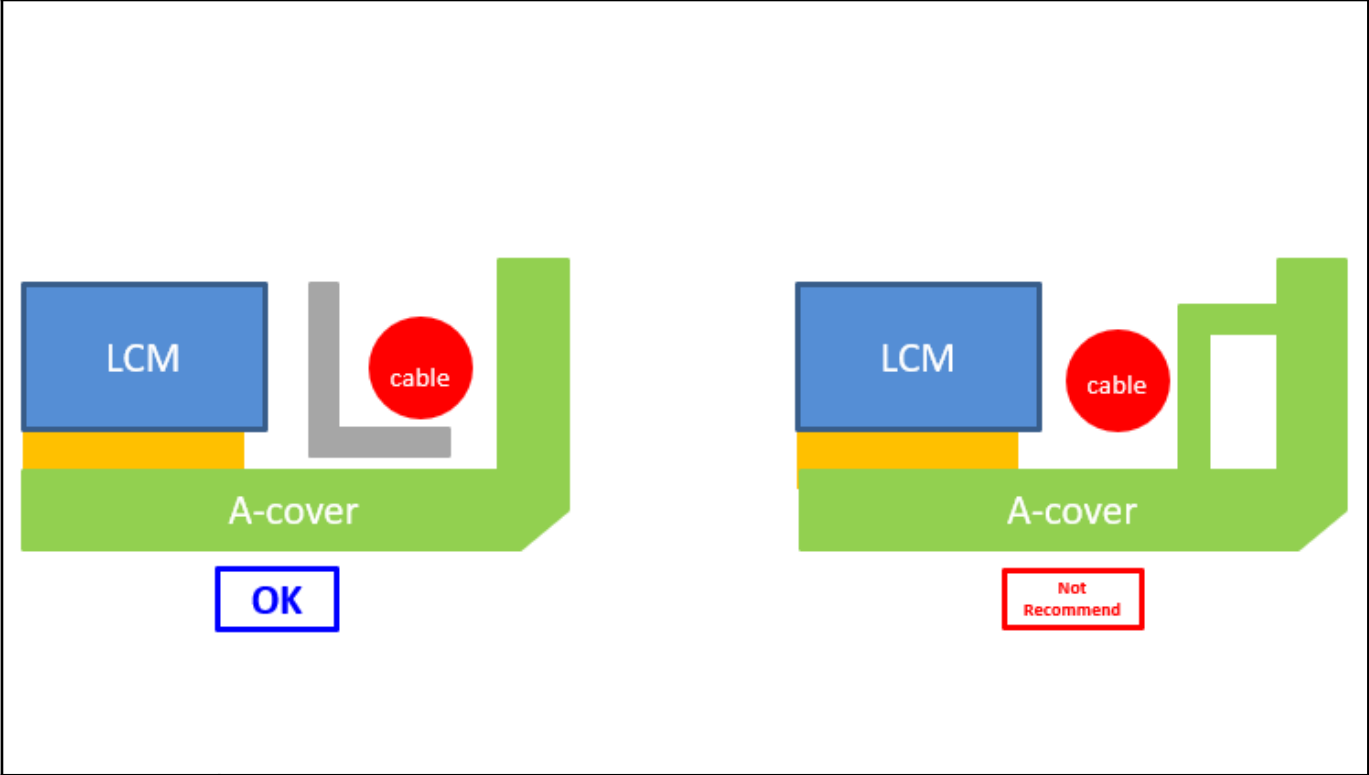 LCM
cable
A-cover
OK
LCM
cable
A-cover
Not
Recommend